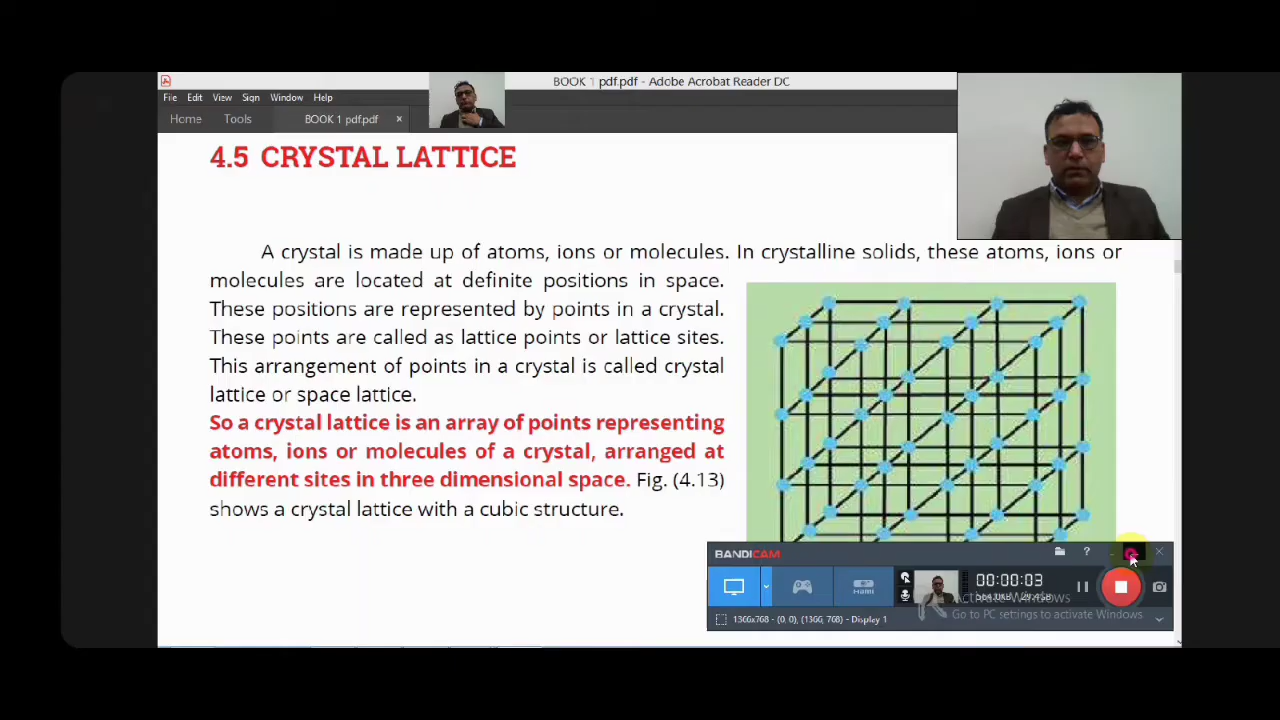 BOOK 1 pdf.pdf - Adobe Acrobat Reader DC
File Edit View Sign Window Help
Home Tools BOOK 1 pdf.pdf ×
4.5 CRYSTAL LATTICE
A crystal is made up of atoms, ions or molecules. In crystalline solids, these atoms, ions or
molecules are located at definite positions in space.
These positions are represented by points in a crystal.
These points are called as lattice points or lattice sites.
This arrangement of points in a crystal is called crystal
lattice or space lattice.
So a crystal lattice is an array of points representing
atoms, ions or molecules of a crystal, arranged at
different sites in three dimensional space. Fig. (4.13)
shows a crystal lattice with a cubic structure.
BANDICAM ?
HDMI 00:00:03
Activate Windows
Go to PC settings to activate Windows.
1366x768 - (0, 0), (1366, 768) - Display 1